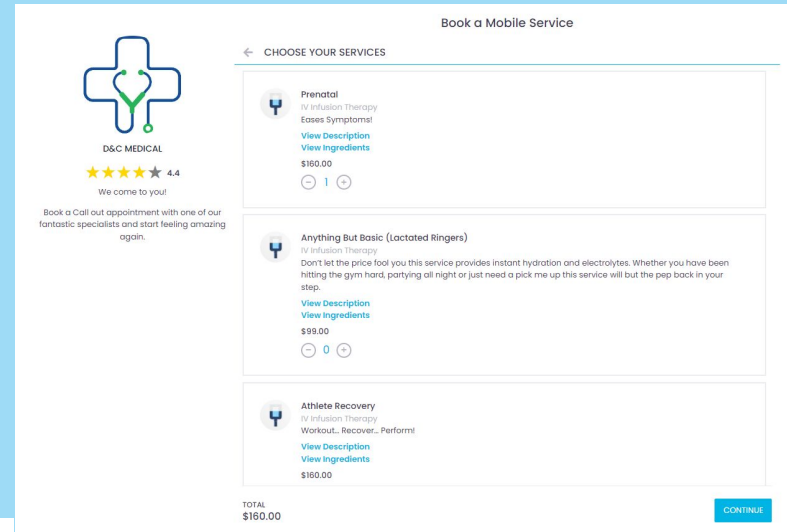 Book a Mobile Service
D&C MEDICAL
4.4
We come to you!
Book a Call out appointment with one of our
fantastic specialists and start feeling amazing
again.
CHOOSE YOUR SERVICES
Prenatal
IV Infusion Therapy
Eases Symptoms!
View Description
View Ingredients
$160.00
1
Anything But Basic (Lactated Ringers)
IV Infusion Therapy
Don't let the price fool you this service provides instant hydration and electrolytes. Whether you have been
hitting the gym hard, partying all night or just need a pick me up this service will but the pep back in your
step.
View Description
View Ingredients
$99.00
0
Athlete Recovery
IV Infusion Therapy
Workout... Recover... Perform!
View Description
View Ingredients
$160.00
TOTAL
$160.00
CONTINUE